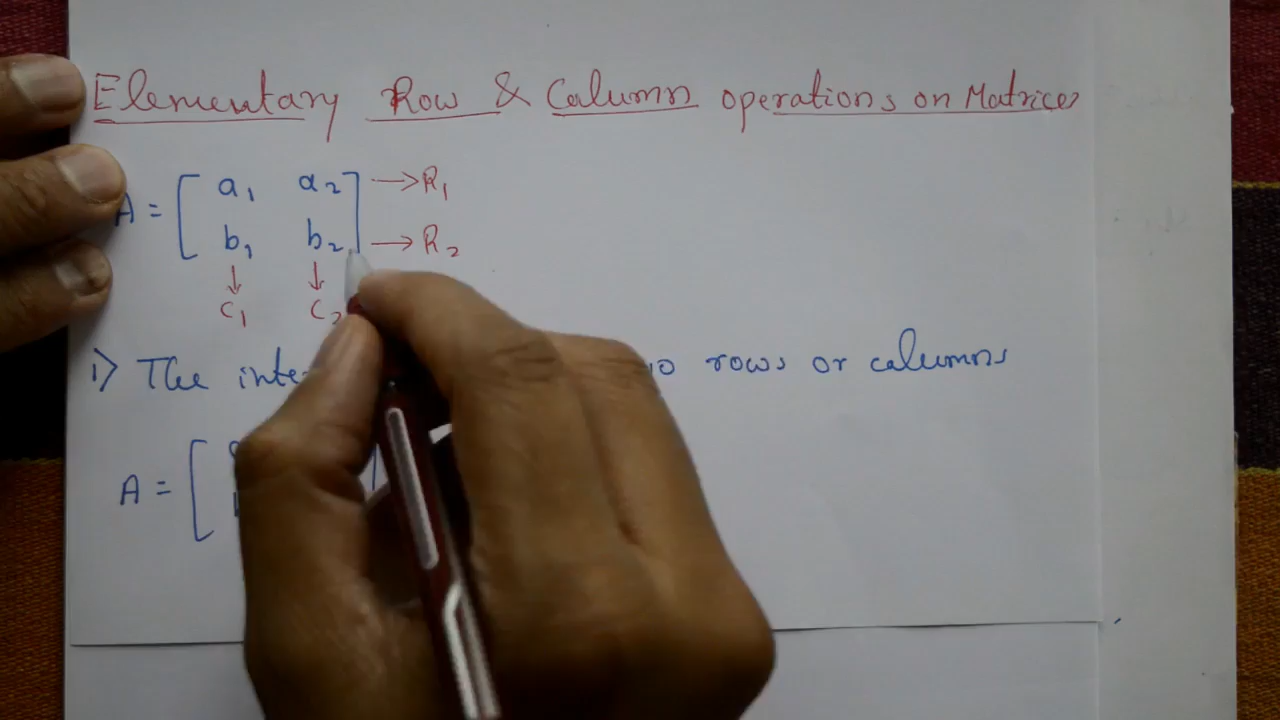 Elementary Row & Column operations on Matrices
A = [ a1 a2 ] → R1
b1 b2 → R2
↓ ↓
C1 C2
1) The rows or columns
A = [